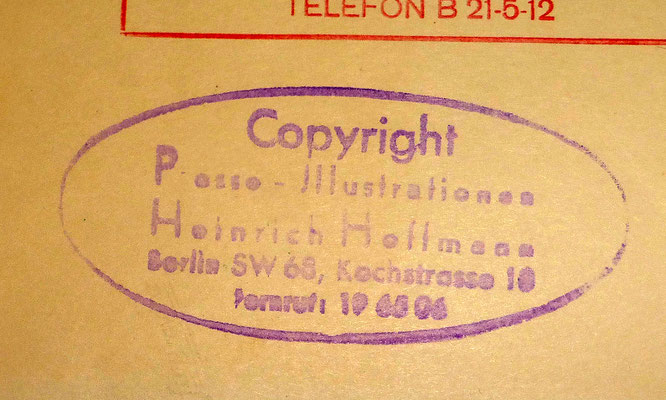 TELEFON B 21-5-12
Copyright
Presse-Illustrationen
Heinrich Hoffmann
Berlin SW 68, Kochstrasse 10
Fernruf: 19 65 06